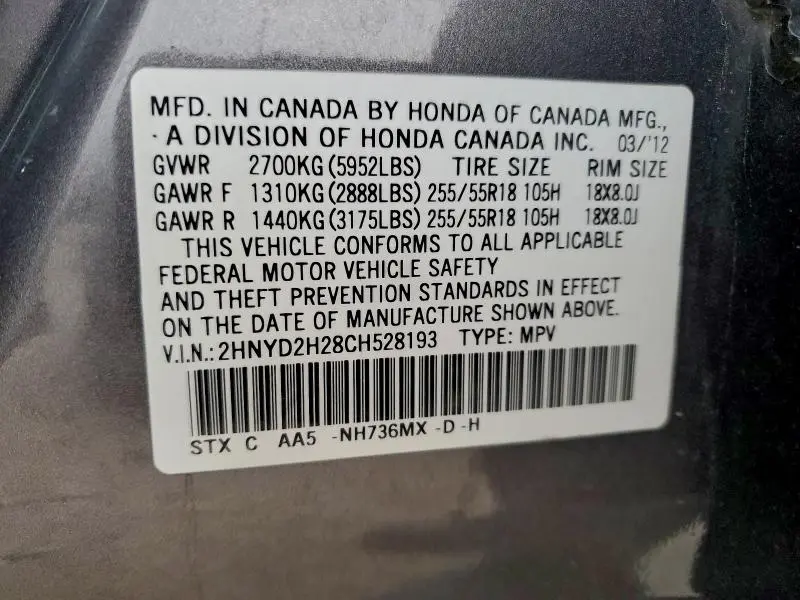 MFD. IN CANADA BY HONDA OF CANADA MFG.,
· A DIVISION OF HONDA CANADA INC. 03/'12
GVWR 2700KG (5952LBS) TIRE SIZE RIM SIZE
GAWR F 1310KG (2888LBS) 255/55R18 105H 18X8.0J
GAWR R 1440KG (3175LBS) 255/55R18 105H 18X8.0J
THIS VEHICLE CONFORMS TO ALL APPLICABLE
FEDERAL MOTOR VEHICLE SAFETY
AND THEFT PREVENTION STANDARDS IN EFFECT
ON THE DATE OF MANUFACTURE SHOWN ABOVE.
V.I.N.: 2HNYD2H28CH528193 TYPE: MPV
STX C AA5 -NH736MX -D -H